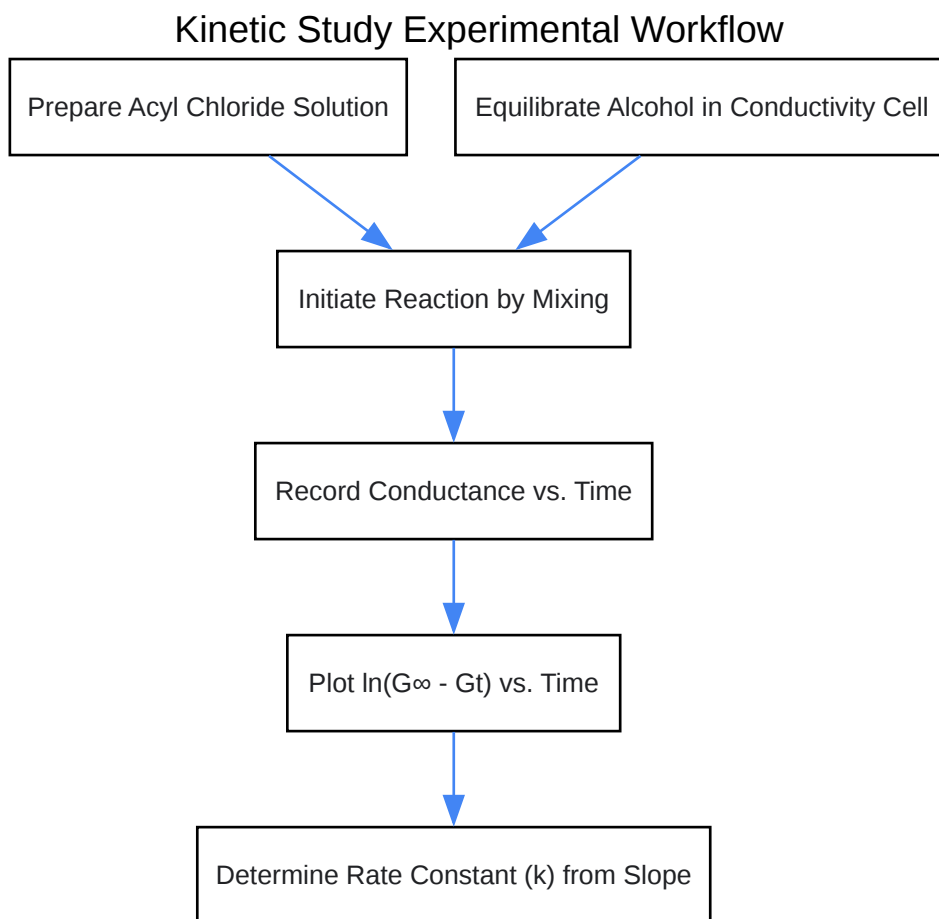 Kinetic Study Experimental Workflow
Prepare Acyl Chloride Solution
Equilibrate Alcohol in Conductivity Cell
Initiate Reaction by Mixing
Record Conductance vs. Time
Plot ln(G∞ - Gt) vs. Time
Determine Rate Constant (k) from Slope